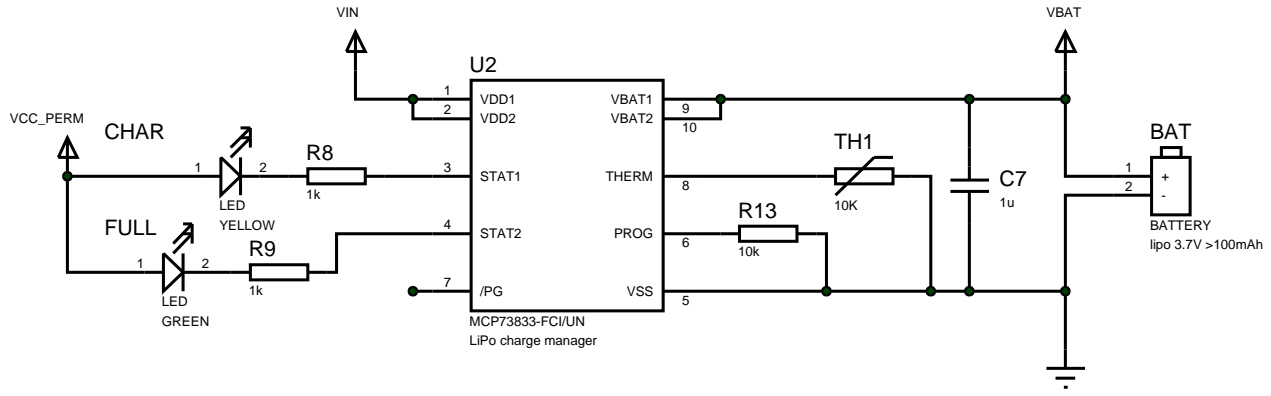 VIN
VBAT
U2
1 VDD1 VBAT1 9
2 VDD2 VBAT2 10
VCC_PERM
CHAR
1 2
LED
YELLOW
R8
1k
3 STAT1 THERM 8
TH1
10K
C7
1u
BAT
1 +
2 -
BATTERY
lipo 3.7V >100mAh
FULL
1 2
LED
GREEN
R9
1k
4 STAT2 PROG 6
R13
10k
7 /PG VSS 5
MCP73833-FCI/UN
LiPo charge manager